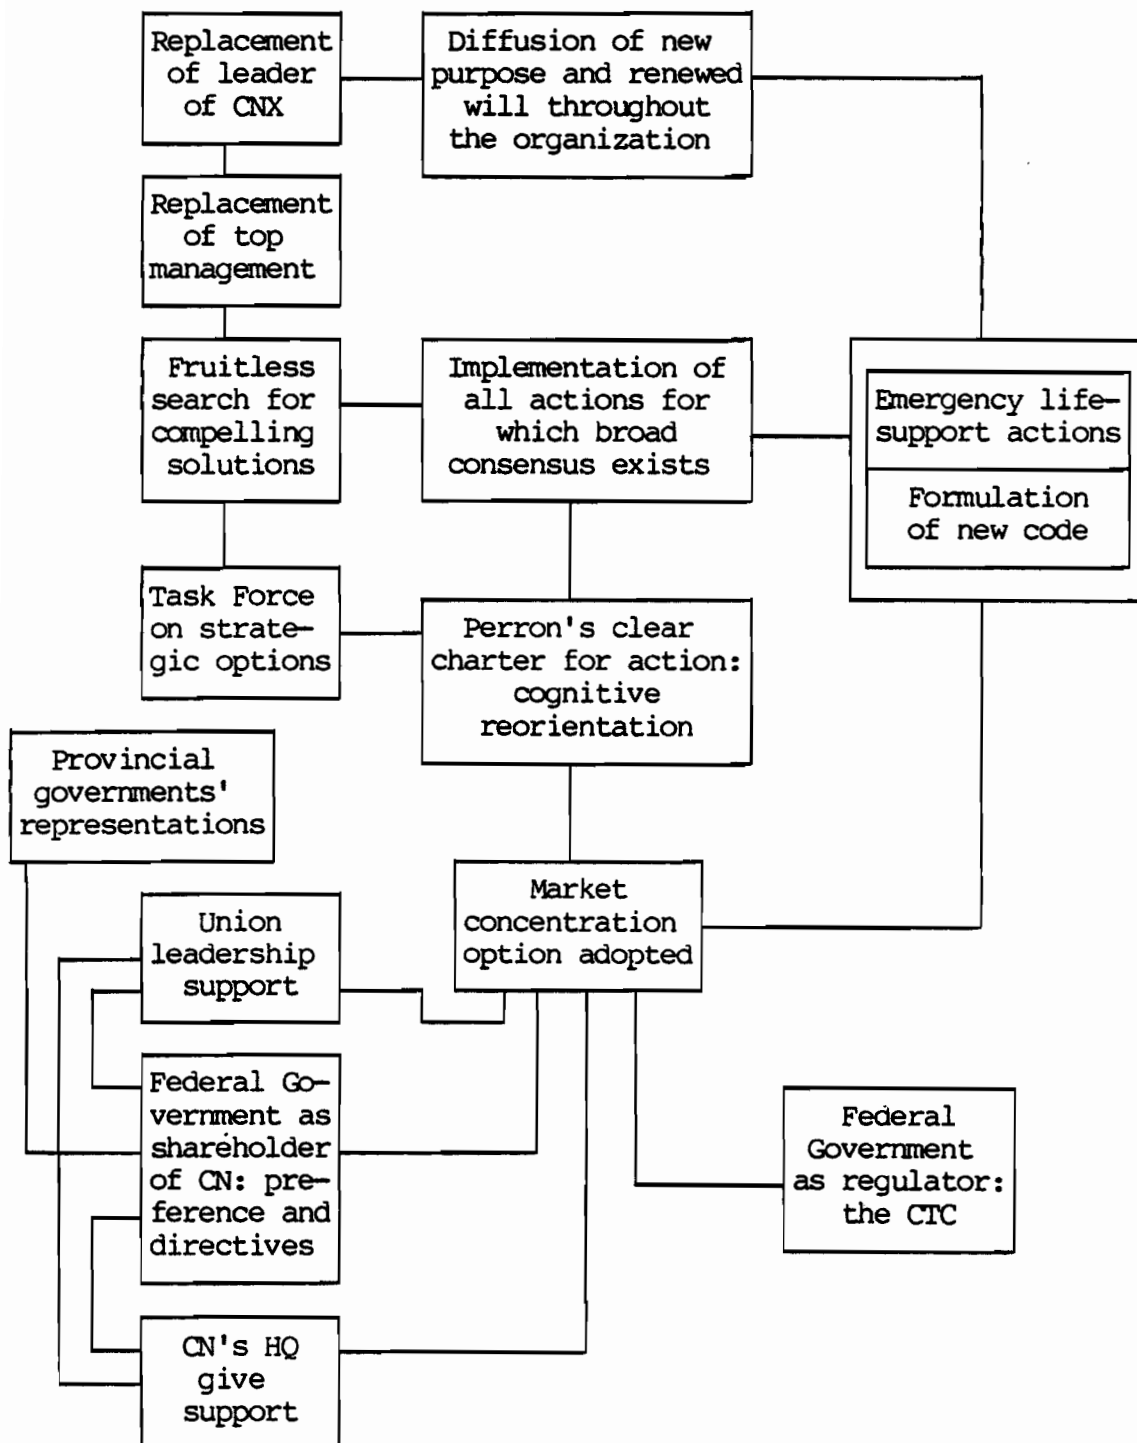 Replacement
of leader
of CNX
Diffusion of new
purpose and renewed
will throughout
the organization
Replacement
of top
management
Fruitless
search for
compelling
solutions
Implementation of
all actions for
which broad
consensus exists
Emergency life-
support actions
Formulation
of new code
Task Force
on strate-
gic options
Perron's clear
charter for action:
cognitive
reorientation
Provincial
governments'
representations
Market
concentration
option adopted
Union
leadership
support
Federal Go-
vernment as
shareholder
of CN: pre-
ference and
directives
Federal
Government
as regulator:
the CTC
CN's HQ
give
support